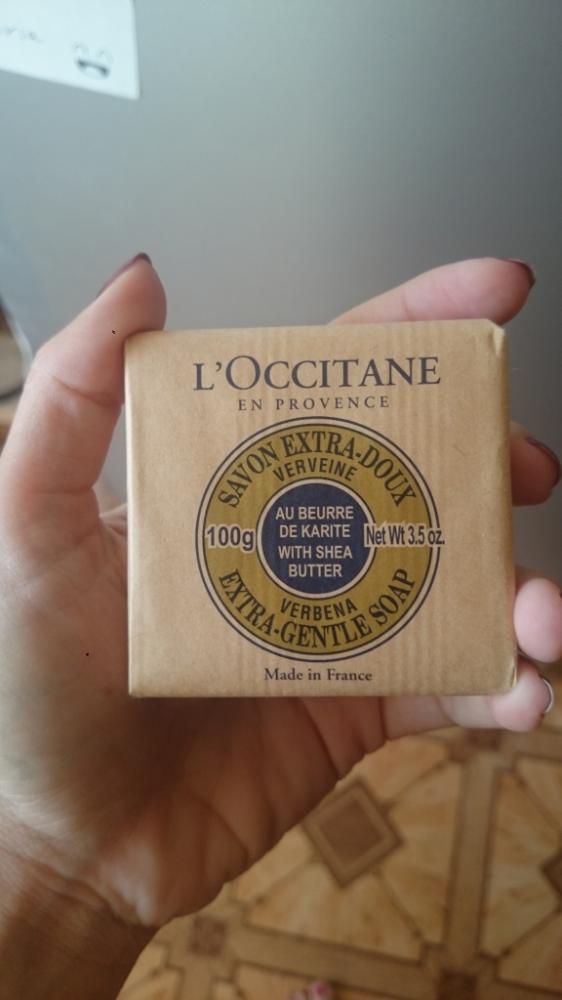 L'OCCITANE
EN PROVENCE
SAVON EXTRA-DOUX
VERVEINE
AU BEURRE
DE KARITE
WITH SHEA
BUTTER
100g
Net Wt 3.5 oz.
VERBENA
EXTRA-GENTLE SOAP
Made in France